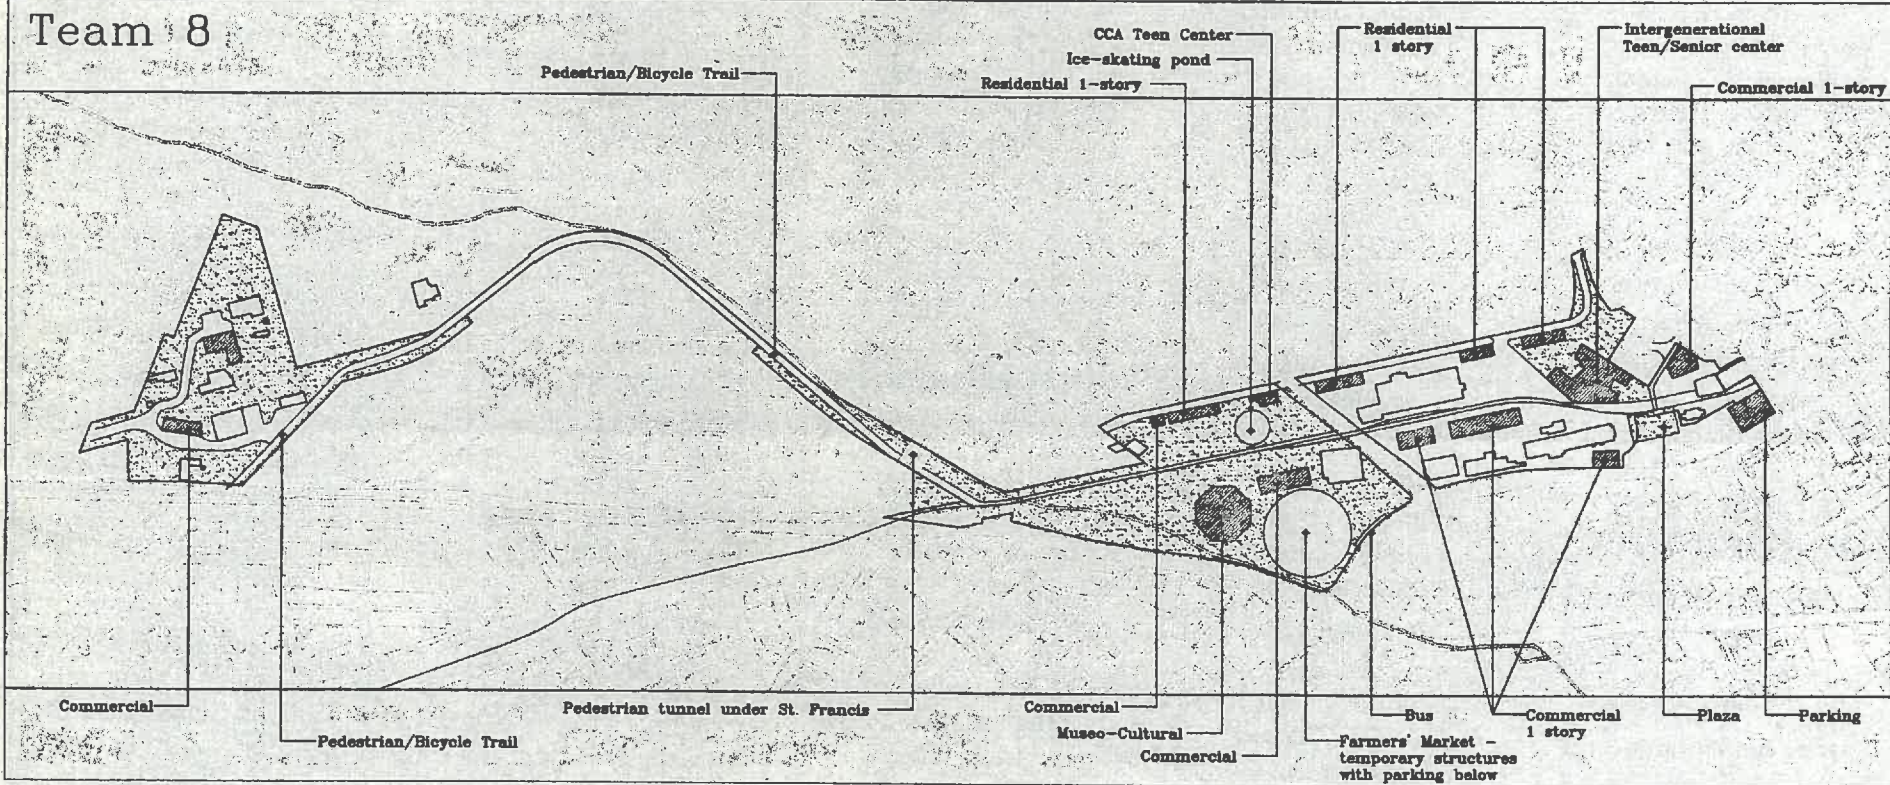 Team 8
Pedestrian/Bicycle Trail
CCA Teen Center
Ice-skating pond
Residential 1-story
Residential
1 story
Intergenerational
Teen/Senior center
Commercial 1-story
Commercial
Pedestrian/Bicycle Trail
Pedestrian tunnel under St. Francis
Commercial
Museo-Cultural
Commercial
Bus
Farmers' Market -
temporary structures
with parking below
Commercial
1 story
Plaza
Parking